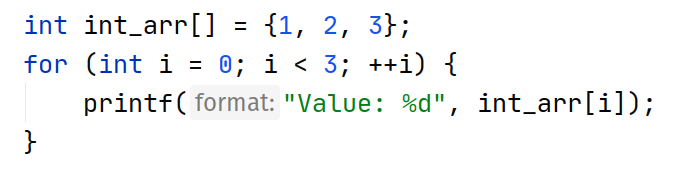 int int_arr[] = {1, 2, 3};
for (int i = 0; i < 3; ++i) {
    printf( format: "Value: %d", int_arr[i]);
}